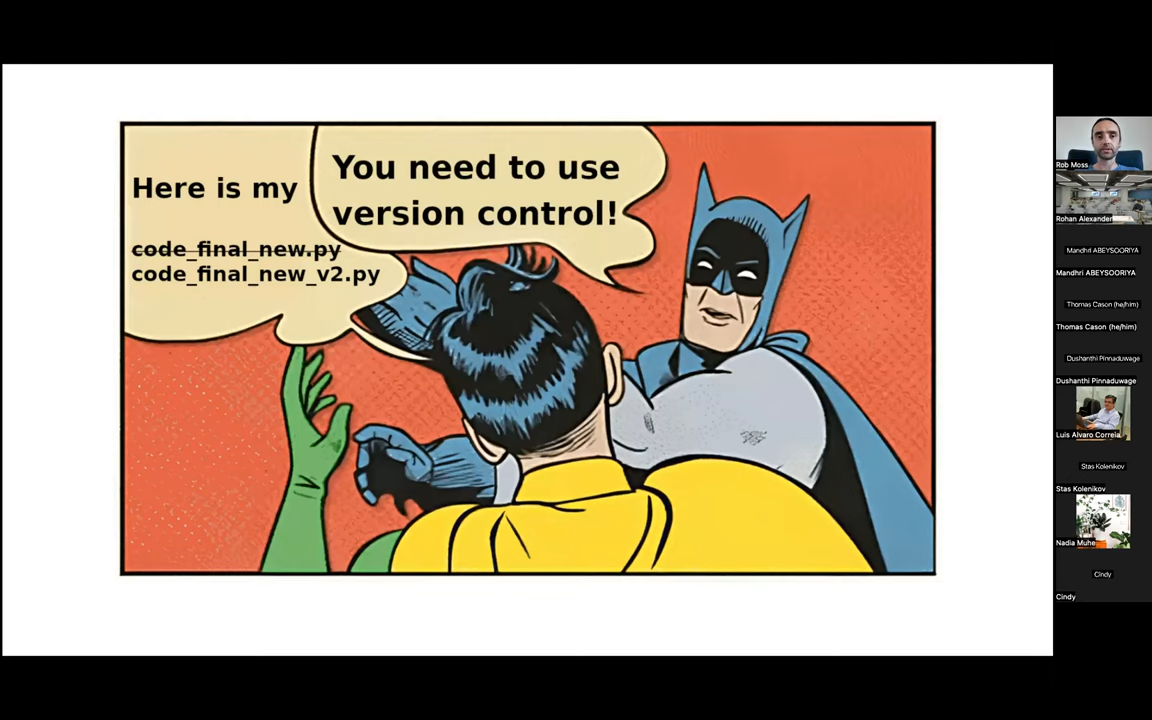 Here is my
code_final_new.py
code_final_new_v2.py
You need to use
version control!
Rob Moss
Rohan Alexander
Mandhri ABEYSOORIYA
Mandhri ABEYSOORIYA
Thomas Cason (he/him)
Thomas Cason (he/him)
Dushanthi Pinnaduwage
Dushanthi Pinnaduwage
Luis Alvaro Correia
Stas Kolenikov
Stas Kolenikov
Nadia Muhe
Cindy
Cindy